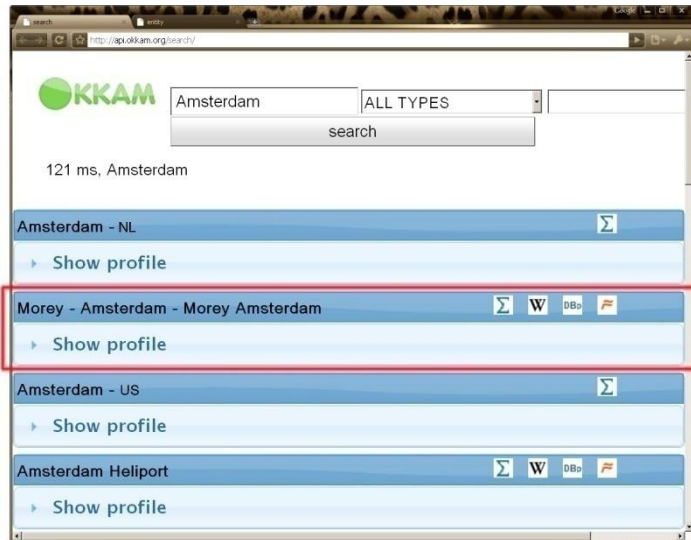 search
entity
Google
http://api.okkam.org/search/
OKKAM
Amsterdam
ALL TYPES
search
121 ms, Amsterdam
Amsterdam - NL
Σ
Show profile
Morey - Amsterdam - Morey Amsterdam
Σ W DBp
Show profile
Amsterdam - US
Σ
Show profile
Amsterdam Heliport
Σ W DBp
Show profile